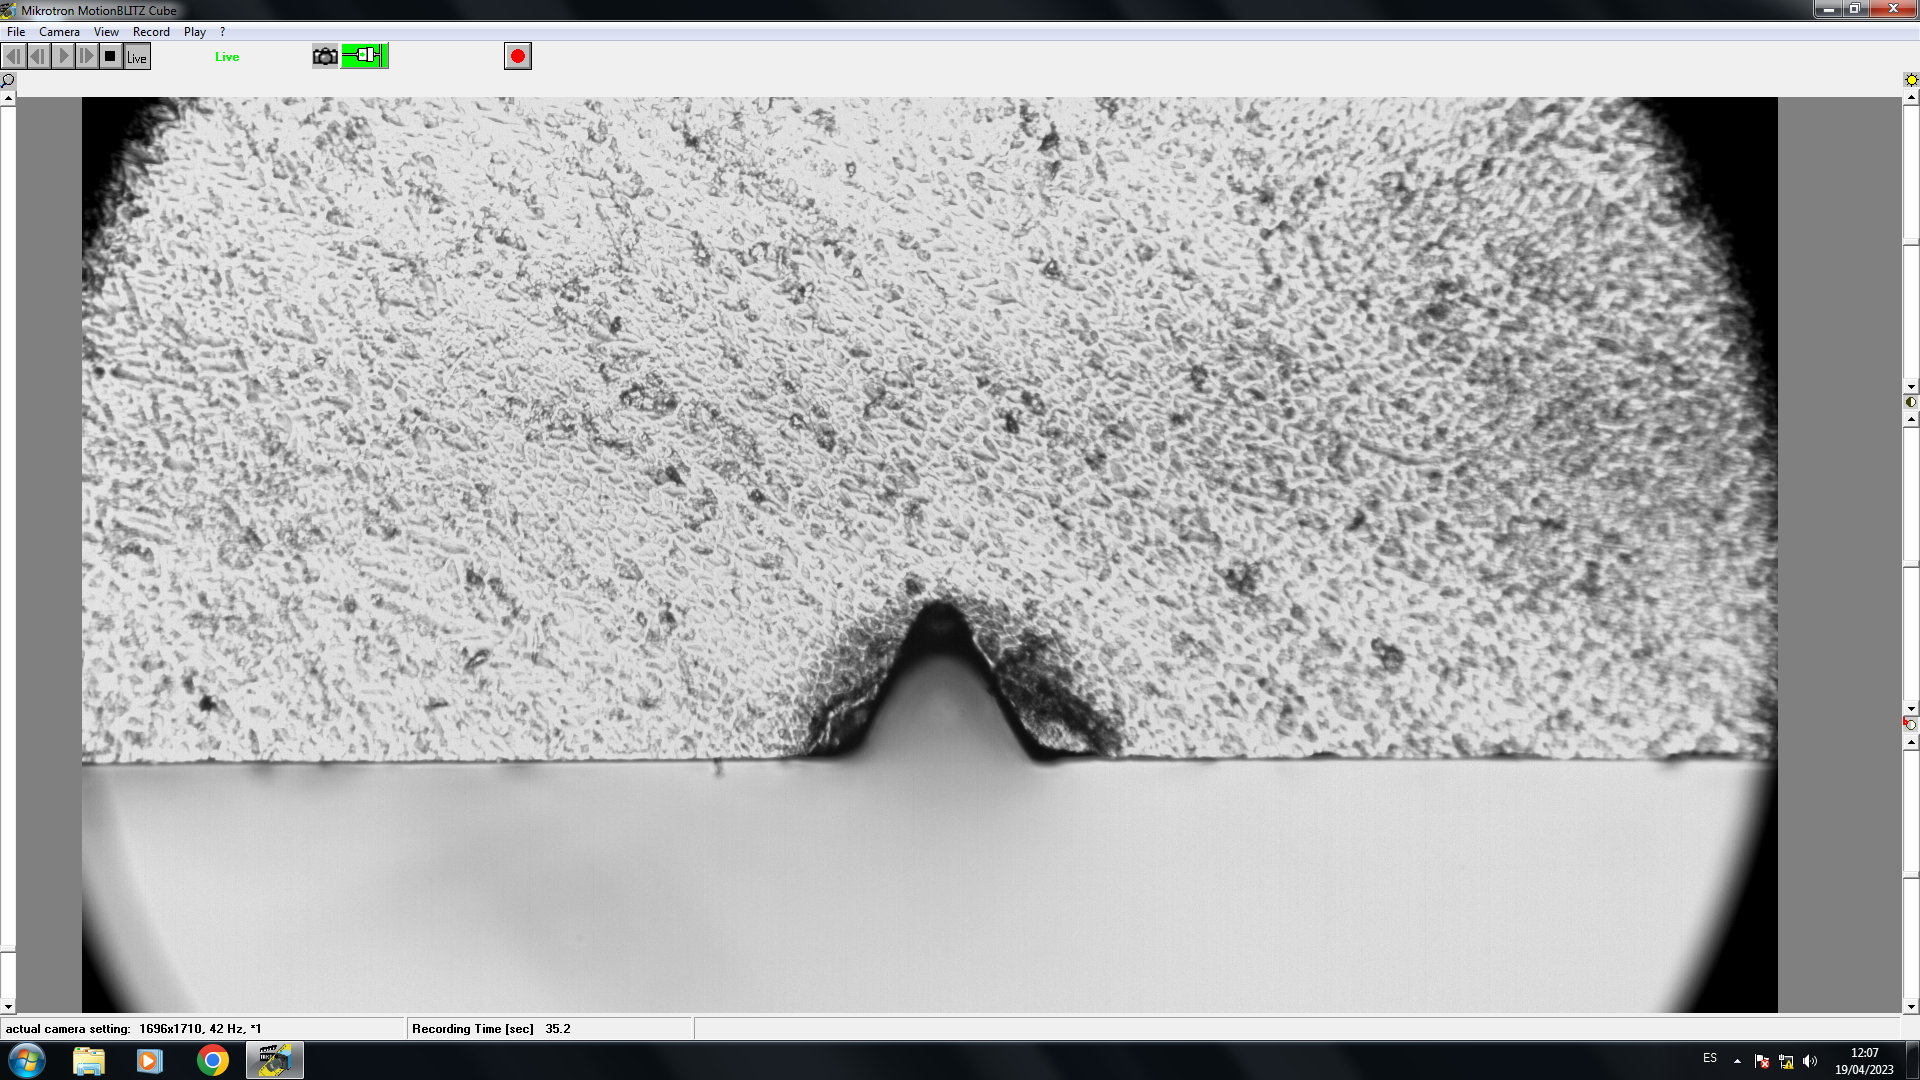 Mikrotron MotionBLITZ Cube
File Camera View Record Play ?
Live Live
actual camera setting: 1696x1710, 42 Hz, *1 Recording Time [sec] 35.2
ES 12:07
19/04/2023